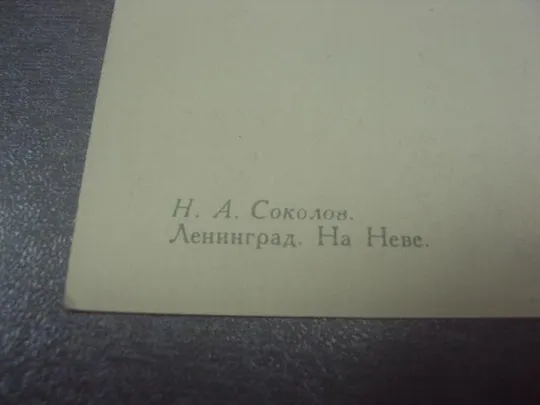 Н. А. Соколов.
Ленинград. На Неве.